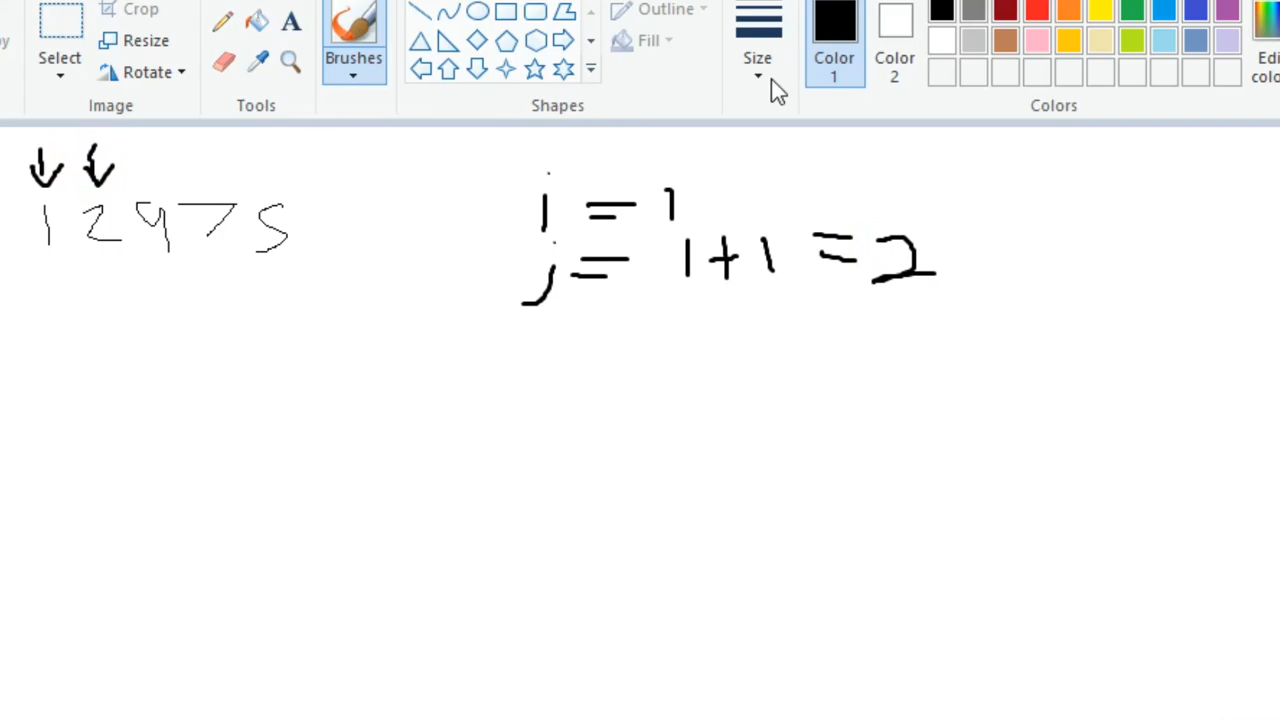 Crop
Select
Resize
Rotate
Brushes
Outline
Fill
Size
Color 1
Color 2
Image
Tools
Shapes
Colors
1 2 9 7 5
i = 1
j = 1+1 = 2